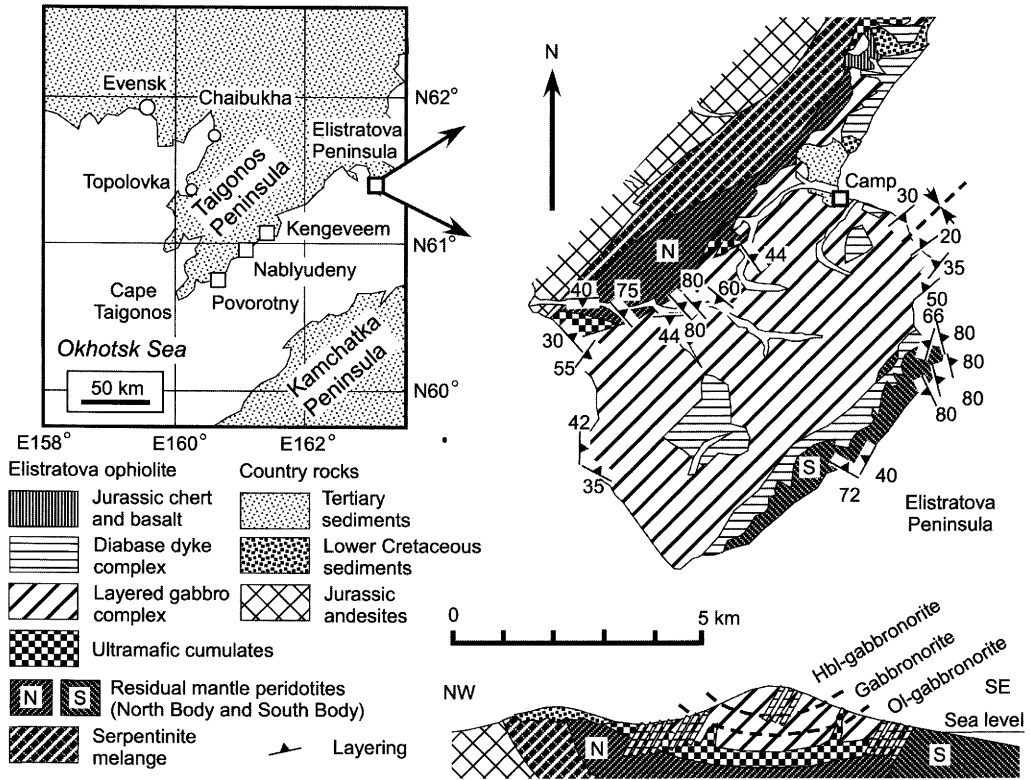 Evensk
Chaibukha
N62°
Elistratova
Peninsula
Topolovka
Taigonos
Peninsula
Kengeveem
N61°
Nablyudeny
Cape
Taigonos
Povorotny
Okhotsk Sea
Kamchatka
Peninsula
50 km
N60°
E158°
E160°
E162°
N
Camp
30
20
35
50
66
80
80
80
80
N
44
40
75
80
60
30
44
80
55
42
35
S
40
72
Elistratova
Peninsula
Elistratova ophiolite
Jurassic chert
and basalt
Diabase dyke
complex
Layered gabbro
complex
Ultramafic cumulates
N
S
Residual mantle peridotites
(North Body and South Body)
Serpentinite
melange
Layering
Country rocks
Tertiary
sediments
Lower Cretaceous
sediments
Jurassic
andesites
0
5 km
Hbl-gabbronorite
Gabbronorite
Ol-gabbronorite
NW
SE
Sea level
N
S